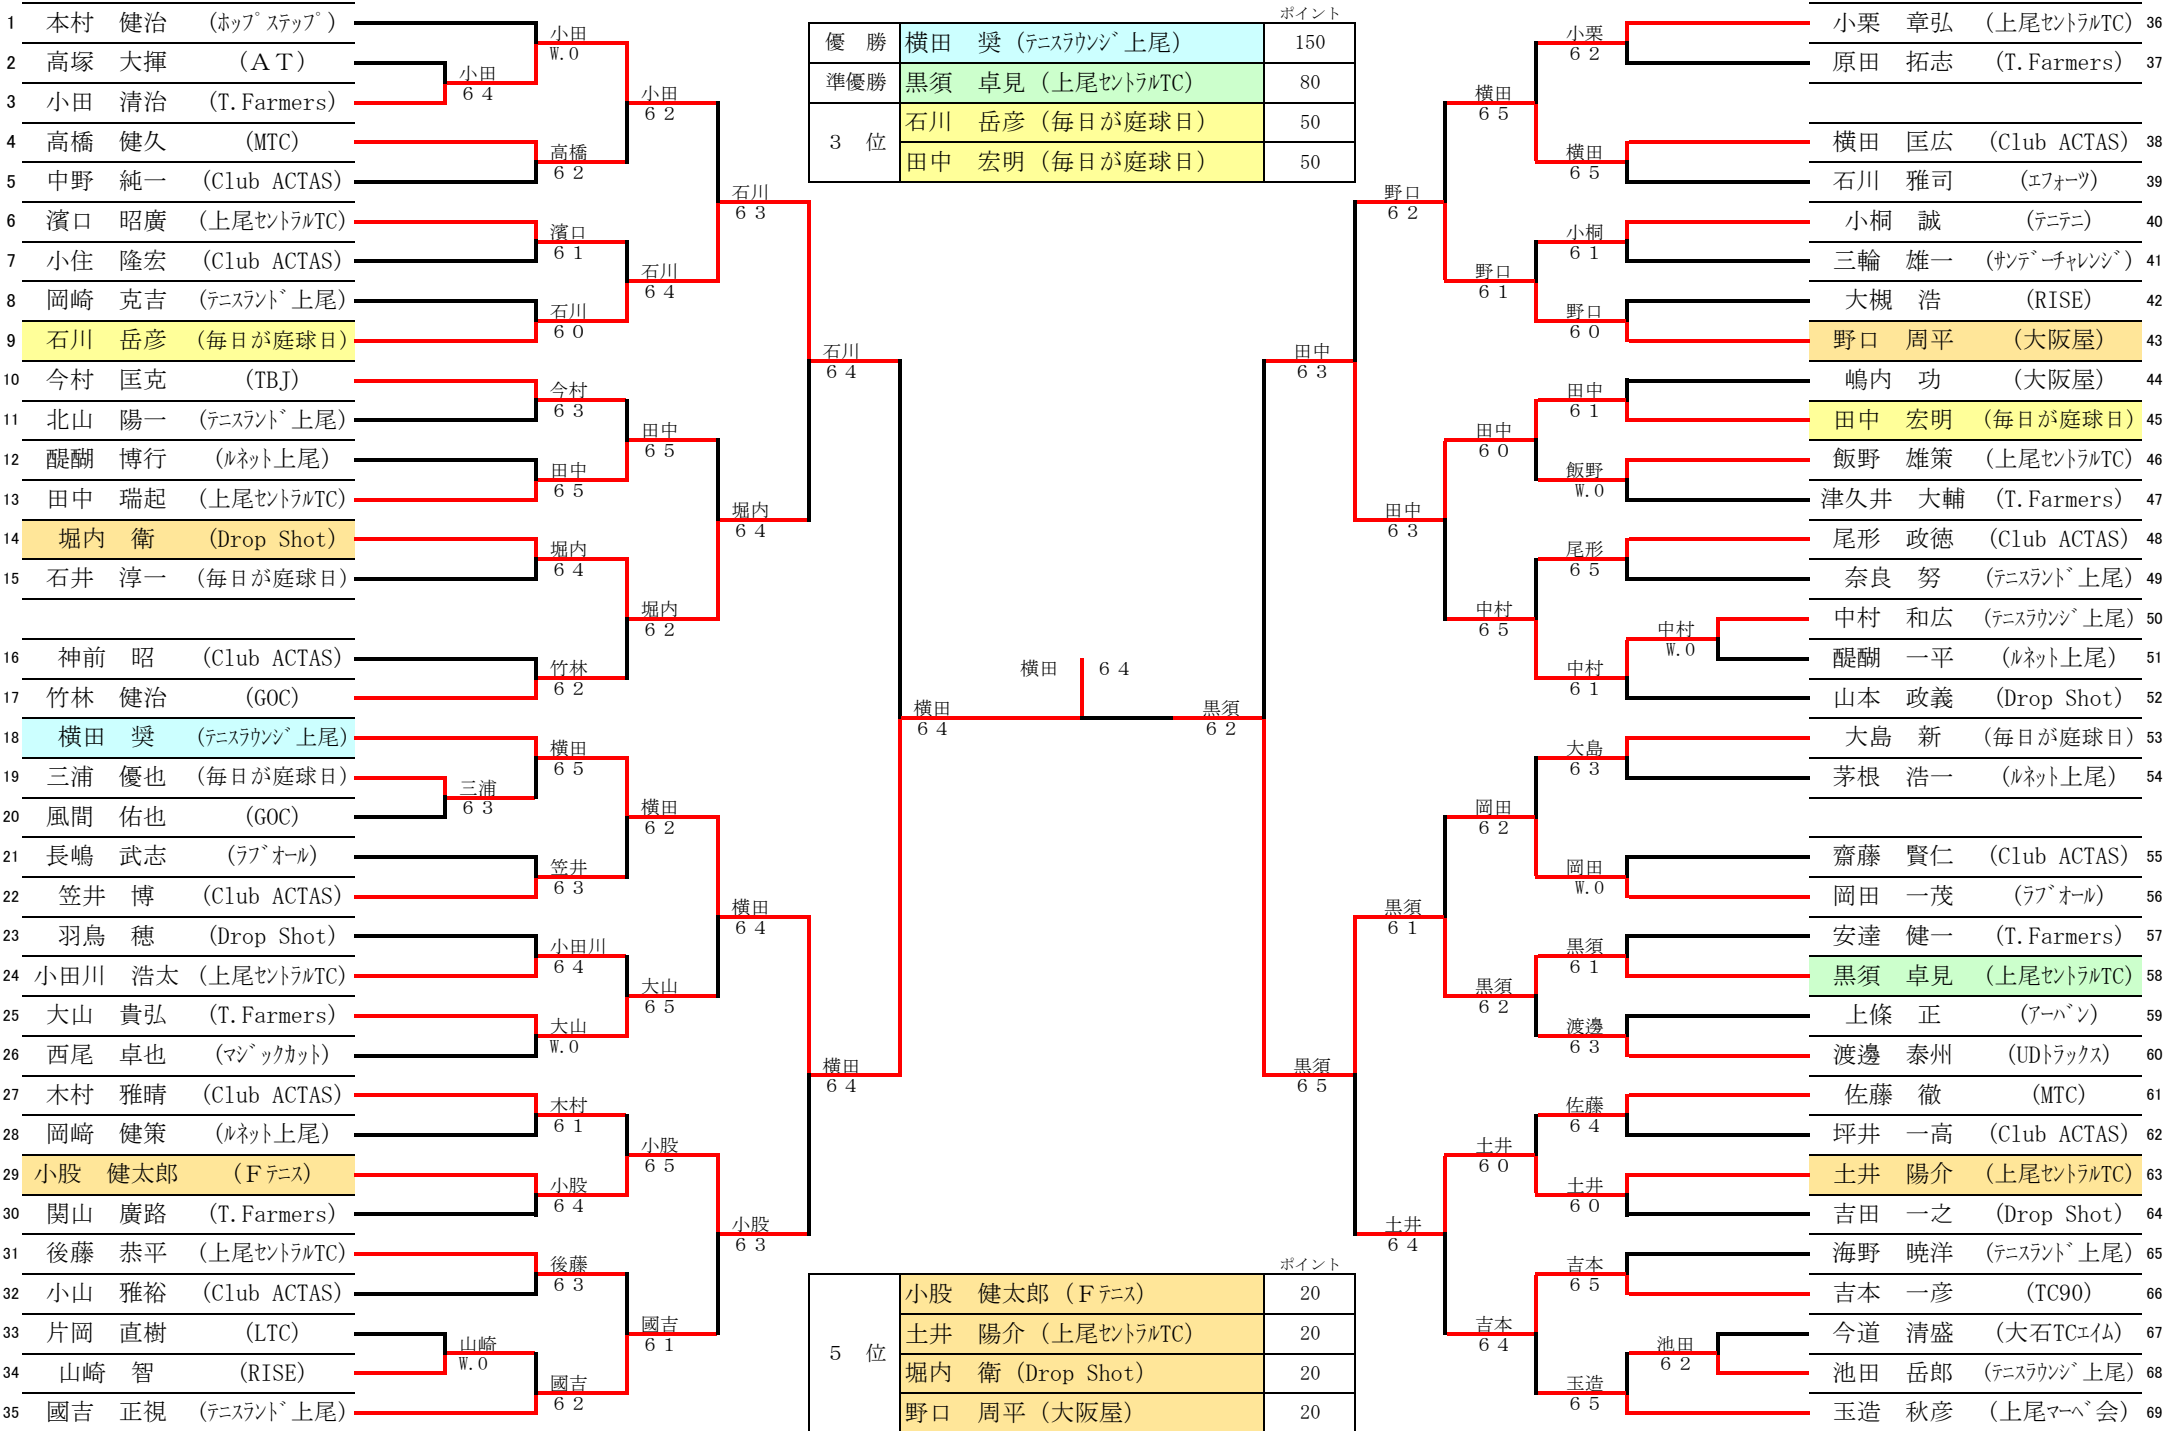 1 本村 健治 (ﾎｯﾌﾟｽﾃｯﾌﾟ)
2 高塚 大揮 (AT)
3 小田 清治 (T.Farmers)
4 高橋 健久 (MTC)
5 中野 純一 (Club ACTAS)
6 濱口 昭廣 (上尾ｾﾝﾄﾗﾙTC)
7 小住 隆宏 (Club ACTAS)
8 岡崎 克吉 (ﾃﾆｽﾗﾝﾄﾞ上尾)
9 石川 岳彦 (毎日が庭球日)
10 今村 匡克 (TBJ)
11 北山 陽一 (ﾃﾆｽﾗﾝﾄﾞ上尾)
12 醍醐 博行 (ﾙﾈｯﾄ上尾)
13 田中 瑞起 (上尾ｾﾝﾄﾗﾙTC)
14 堀内 衛 (Drop Shot)
15 石井 淳一 (毎日が庭球日)
16 神前 昭 (Club ACTAS)
17 竹林 健治 (GOC)
18 横田 奨 (ﾃﾆｽﾗｳﾝｼﾞ上尾)
19 三浦 優也 (毎日が庭球日)
20 風間 佑也 (GOC)
21 長嶋 武志 (ﾗﾌﾞｵｰﾙ)
22 笠井 博 (Club ACTAS)
23 羽鳥 穂 (Drop Shot)
24 小田川 浩太 (上尾ｾﾝﾄﾗﾙTC)
25 大山 貴弘 (T.Farmers)
26 西尾 卓也 (ﾏｼﾞｯｸｶｯﾄ)
27 木村 雅晴 (Club ACTAS)
28 岡﨑 健策 (ﾙﾈｯﾄ上尾)
29 小股 健太郎 (Fﾃﾆｽ)
30 関山 廣路 (T.Farmers)
31 後藤 恭平 (上尾ｾﾝﾄﾗﾙTC)
32 小山 雅裕 (Club ACTAS)
33 片岡 直樹 (LTC)
34 山崎 智 (RISE)
35 國吉 正視 (ﾃﾆｽﾗﾝﾄﾞ上尾)
小田
6 4
三浦
6 3
山崎
W.0
小田
W.0
高橋
6 2
濱口
6 1
石川
6 0
今村
6 3
田中
6 5
堀内
6 4
竹林
6 2
横田
6 5
笠井
6 3
小田川
6 4
大山
W.0
木村
6 1
小股
6 4
後藤
6 3
國吉
6 2
小田
6 2
石川
6 4
田中
6 5
堀内
6 2
横田
6 2
大山
6 5
小股
6 5
國吉
6 1
石川
6 3
堀内
6 4
横田
6 4
小股
6 3
石川
6 4
横田
6 4
横田
6 4
ポイント
優 勝 横田 奨 (ﾃﾆｽﾗｳﾝｼﾞ上尾) 150
準優勝 黒須 卓見 (上尾ｾﾝﾄﾗﾙTC) 80
3 位 石川 岳彦 (毎日が庭球日) 50
田中 宏明 (毎日が庭球日) 50
横田 6 4
ポイント
5 位 小股 健太郎 (Fﾃﾆｽ) 20
土井 陽介 (上尾ｾﾝﾄﾗﾙTC) 20
堀内 衛 (Drop Shot) 20
野口 周平 (大阪屋) 20
黒須
6 2
田中
6 3
黒須
6 5
野口
6 2
田中
6 3
黒須
6 1
土井
6 4
横田
6 5
野口
6 1
田中
6 0
中村
6 5
岡田
6 2
黒須
6 2
土井
6 0
吉本
6 4
小栗
6 2
横田
6 5
小桐
6 1
野口
6 0
田中
6 1
飯野
W.0
尾形
6 5
中村
6 1
大島
6 3
岡田
W.0
黒須
6 1
渡邊
6 3
佐藤
6 4
土井
6 0
吉本
6 5
玉造
6 5
中村
W.0
池田
6 2
小栗 章弘 (上尾ｾﾝﾄﾗﾙTC) 36
原田 拓志 (T.Farmers) 37
横田 匡広 (Club ACTAS) 38
石川 雅司 (ｴﾌｫｰﾂ) 39
小桐 誠 (ﾃﾆﾃﾆ) 40
三輪 雄一 (ｻﾝﾃﾞｰﾁｬﾚﾝｼﾞ) 41
大槻 浩 (RISE) 42
野口 周平 (大阪屋) 43
嶋内 功 (大阪屋) 44
田中 宏明 (毎日が庭球日) 45
飯野 雄策 (上尾ｾﾝﾄﾗﾙTC) 46
津久井 大輔 (T.Farmers) 47
尾形 政徳 (Club ACTAS) 48
奈良 努 (ﾃﾆｽﾗﾝﾄﾞ上尾) 49
中村 和広 (ﾃﾆｽﾗｳﾝｼﾞ上尾) 50
醍醐 一平 (ﾙﾈｯﾄ上尾) 51
山本 政義 (Drop Shot) 52
大島 新 (毎日が庭球日) 53
茅根 浩一 (ﾙﾈｯﾄ上尾) 54
齋藤 賢仁 (Club ACTAS) 55
岡田 一茂 (ﾗﾌﾞｵｰﾙ) 56
安達 健一 (T.Farmers) 57
黒須 卓見 (上尾ｾﾝﾄﾗﾙTC) 58
上條 正 (ｱｰﾊﾞﾝ) 59
渡邊 泰州 (UDﾄﾗｯｸｽ) 60
佐藤 徹 (MTC) 61
坪井 一高 (Club ACTAS) 62
土井 陽介 (上尾ｾﾝﾄﾗﾙTC) 63
吉田 一之 (Drop Shot) 64
海野 暁洋 (ﾃﾆｽﾗﾝﾄﾞ上尾) 65
吉本 一彦 (TC90) 66
今道 清盛 (大石TCｴｲﾑ) 67
池田 岳郎 (ﾃﾆｽﾗｳﾝｼﾞ上尾) 68
玉造 秋彦 (上尾ﾏｰﾍﾞ会) 69